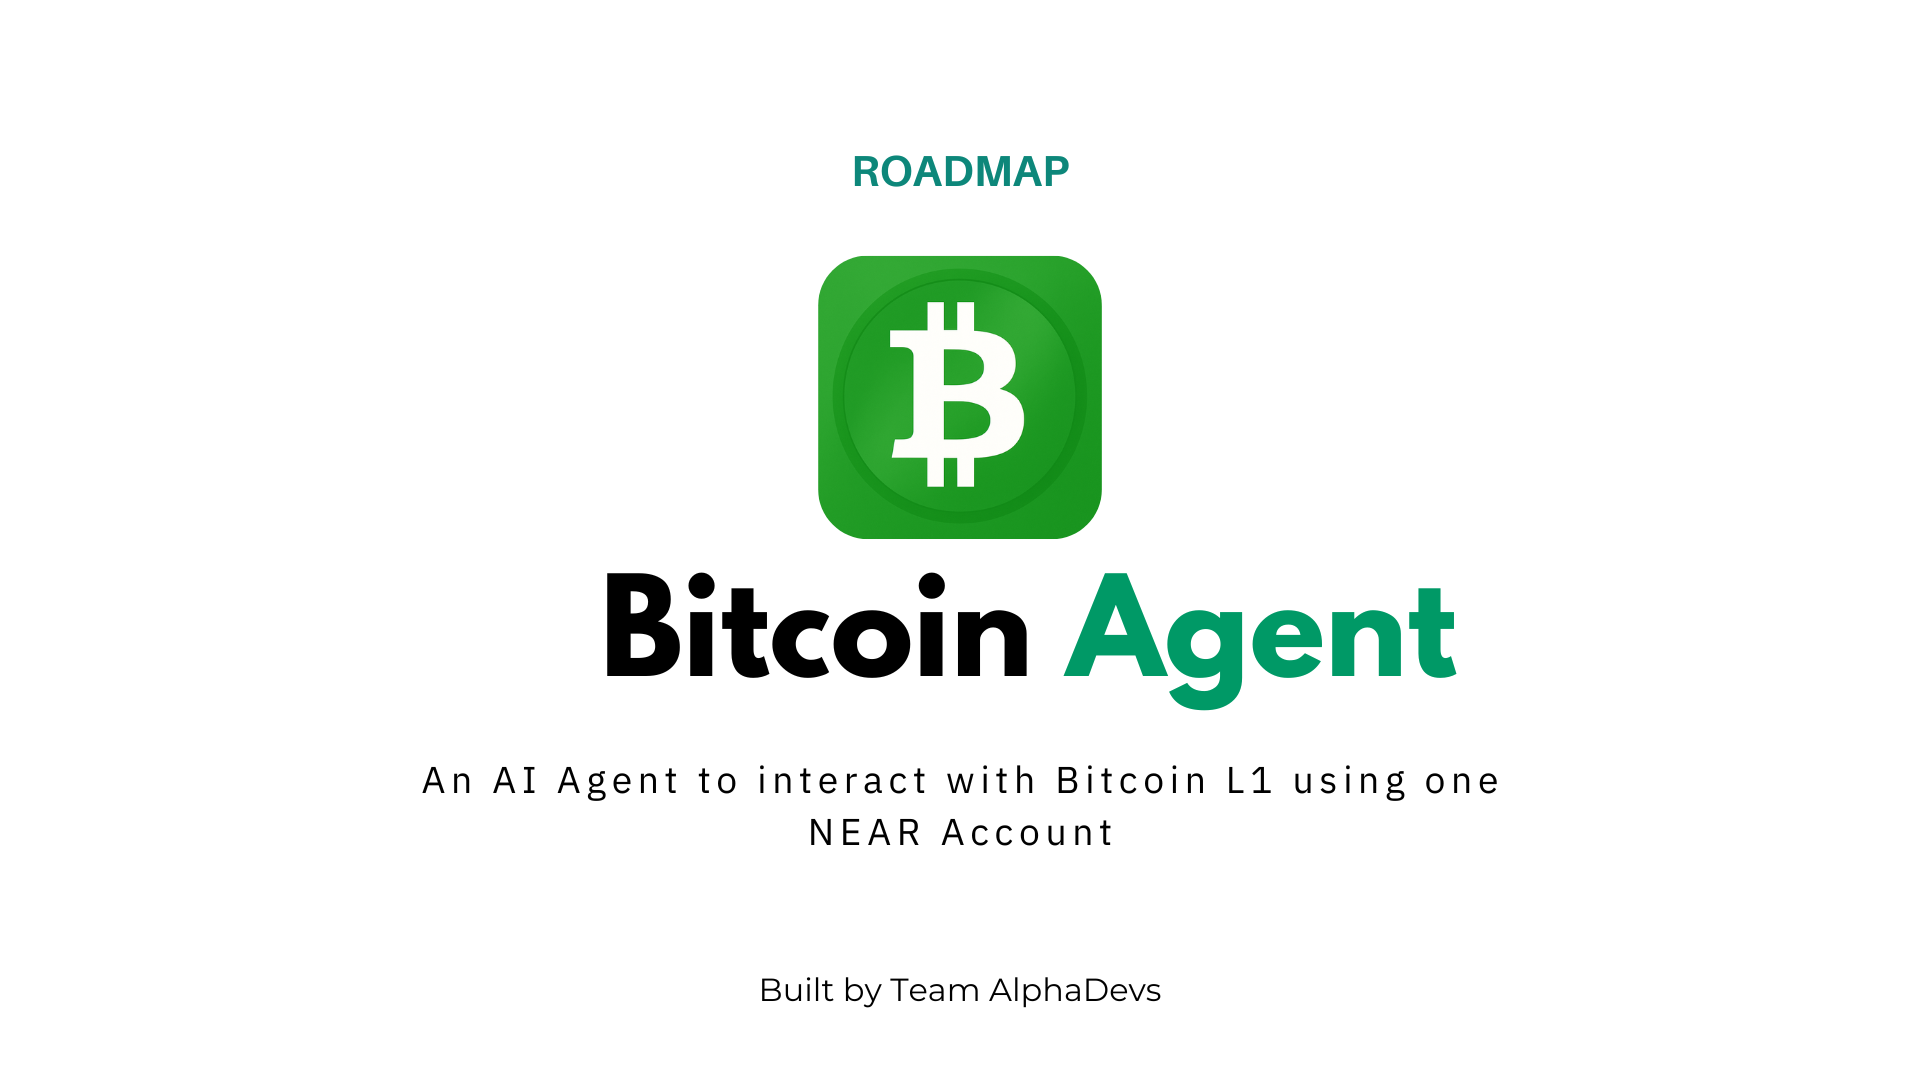 ROADMAP
Bitcoin Agent
An AI Agent to interact with Bitcoin L1 using one
NEAR Account
Built by Team AlphaDevs